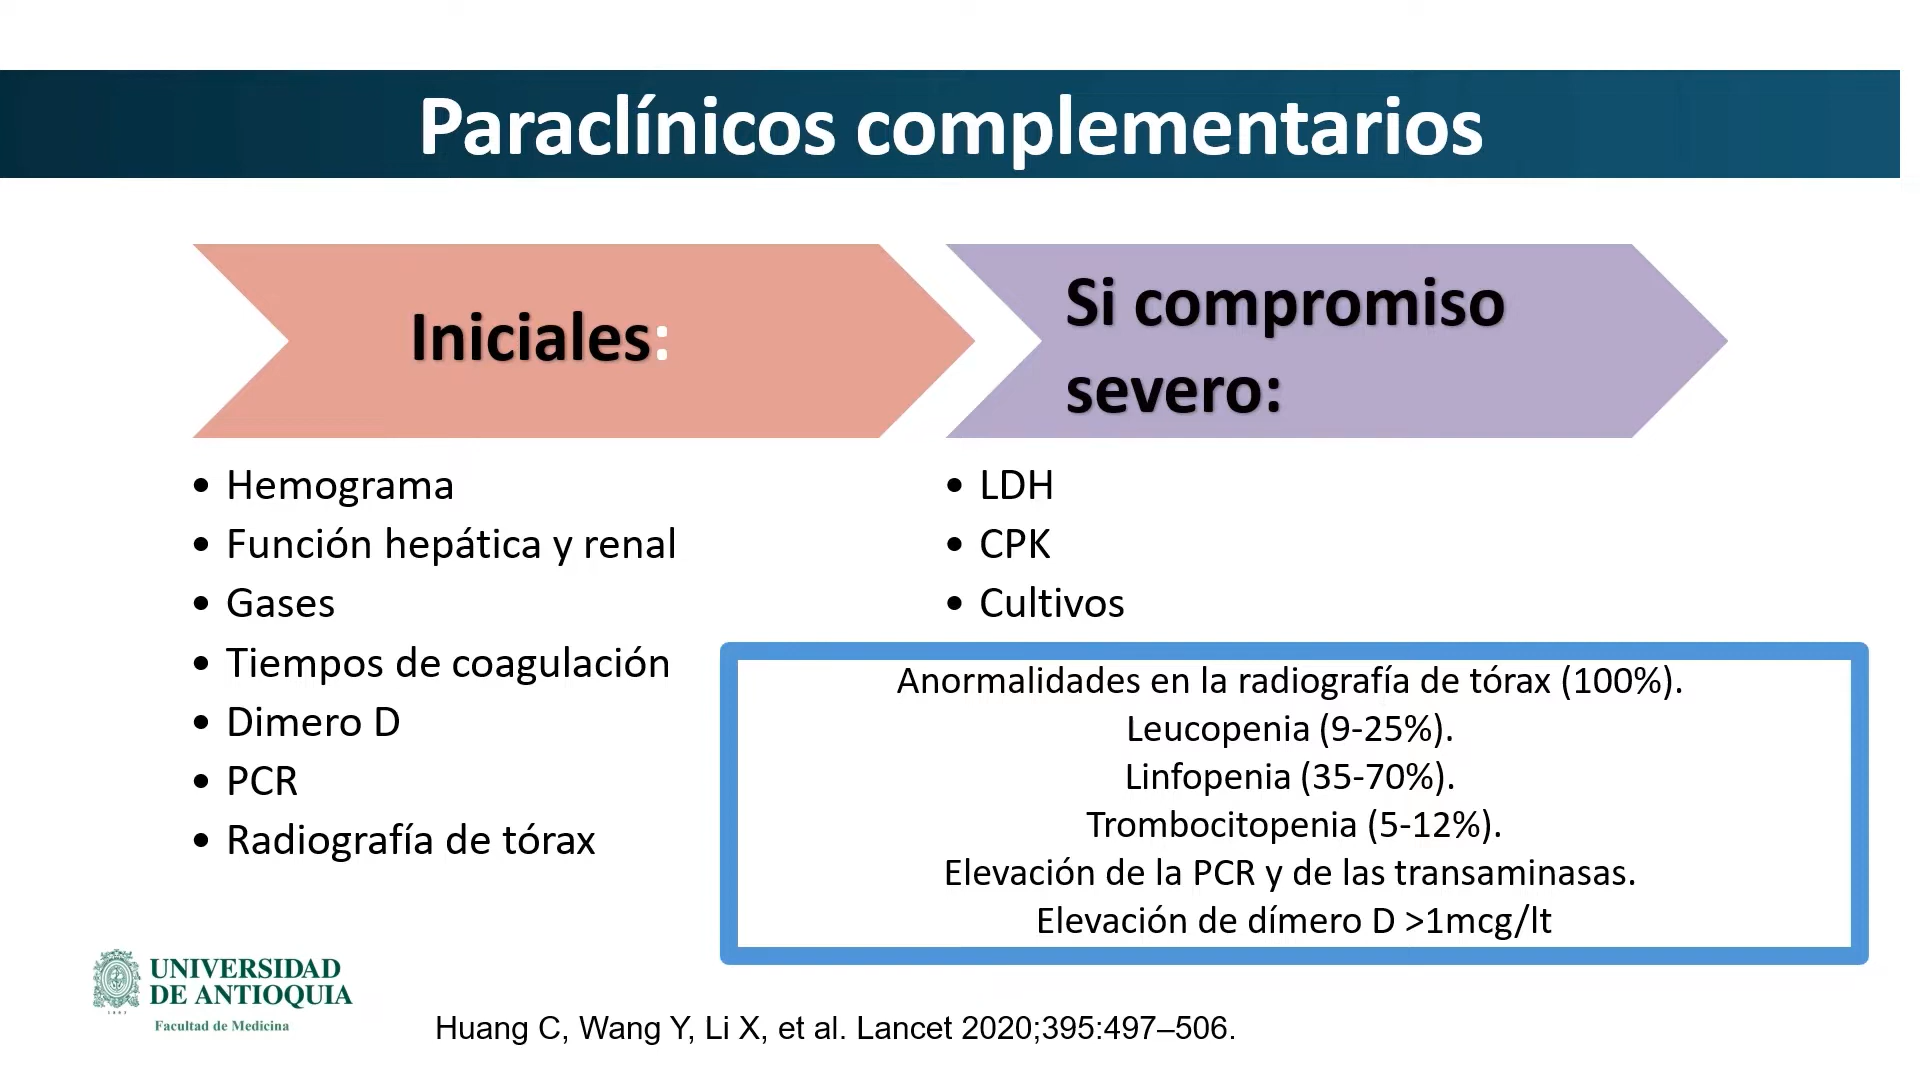 Paraclínicos complementarios
Iniciales:
• Hemograma
• Función hepática y renal
• Gases
• Tiempos de coagulación
• Dimero D
• PCR
• Radiografía de tórax
Si compromiso
severo:
• LDH
• CPK
• Cultivos
Anormalidades en la radiografía de tórax (100%).
Leucopenia (9-25%).
Linfopenia (35-70%).
Trombocitopenia (5-12%).
Elevación de la PCR y de las transaminasas.
Elevación de dímero D >1mcg/lt
UNIVERSIDAD
DE ANTIOQUIA
Facultad de Medicina
Huang C, Wang Y, Li X, et al. Lancet 2020;395:497–506.